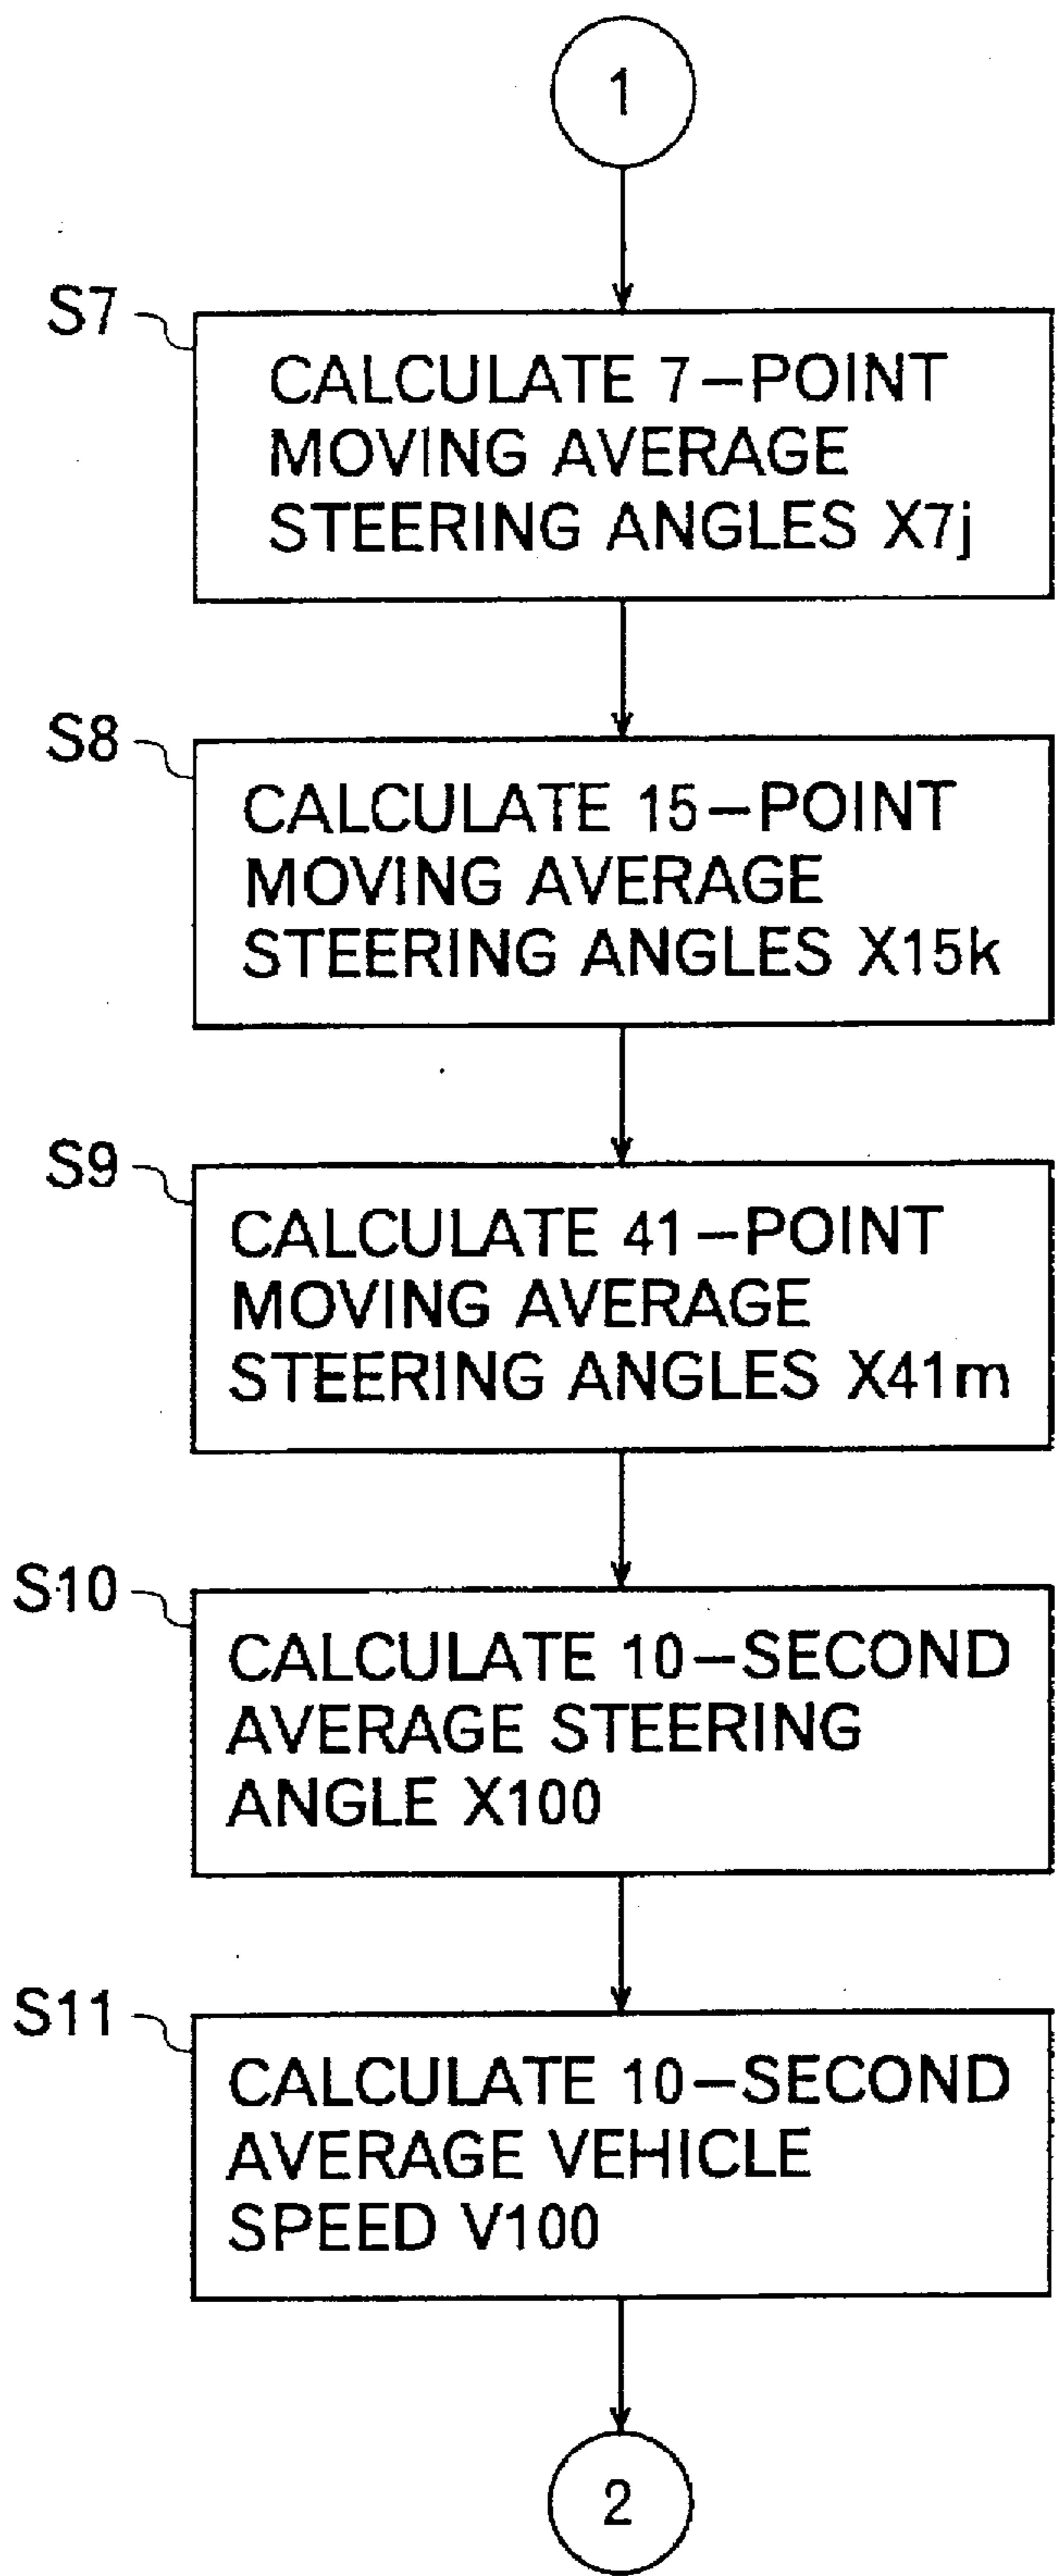 1
S7
CALCULATE 7-POINT
MOVING AVERAGE
STEERING ANGLES X7j
S8
CALCULATE 15-POINT
MOVING AVERAGE
STEERING ANGLES X15k
S9
CALCULATE 41-POINT
MOVING AVERAGE
STEERING ANGLES X41m
S10
CALCULATE 10-SECOND
AVERAGE STEERING
ANGLE X100
S11
CALCULATE 10-SECOND
AVERAGE VEHICLE
SPEED V100
2